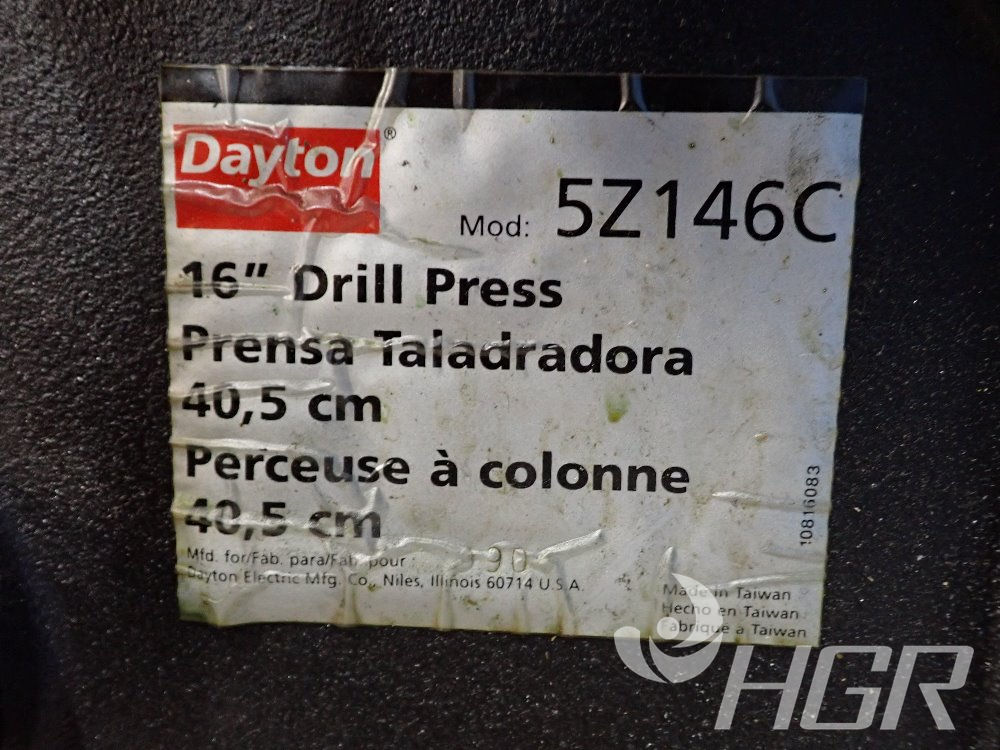 Dayton®
Mod: 5Z146C
16" Drill Press
Prensa Taladradora
40,5 cm
Perceuse à colonne
40,5 cm
Mfd. for/Fab. para/Fab. pour :
Dayton Electric Mfg. Co., Niles, Illinois 60714 U.S.A.
Made in Taiwan
Hecho en Taiwan
Fabrique a Taiwan
10816083
HGR